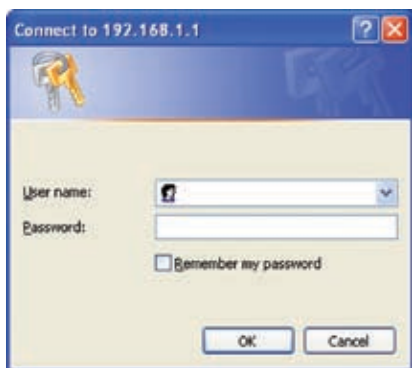 Connect to 192.168.1.1
User name:
Password:
Remember my password
OK
Cancel